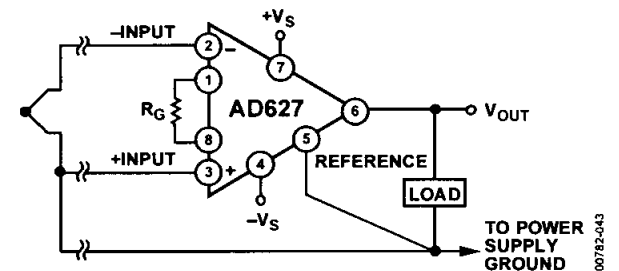 +VS
–INPUT
2
–
7
1
RG
AD627
6
VOUT
8
5
REFERENCE
+INPUT
3
+
4
LOAD
–VS
TO POWER
SUPPLY
GROUND
00782-043